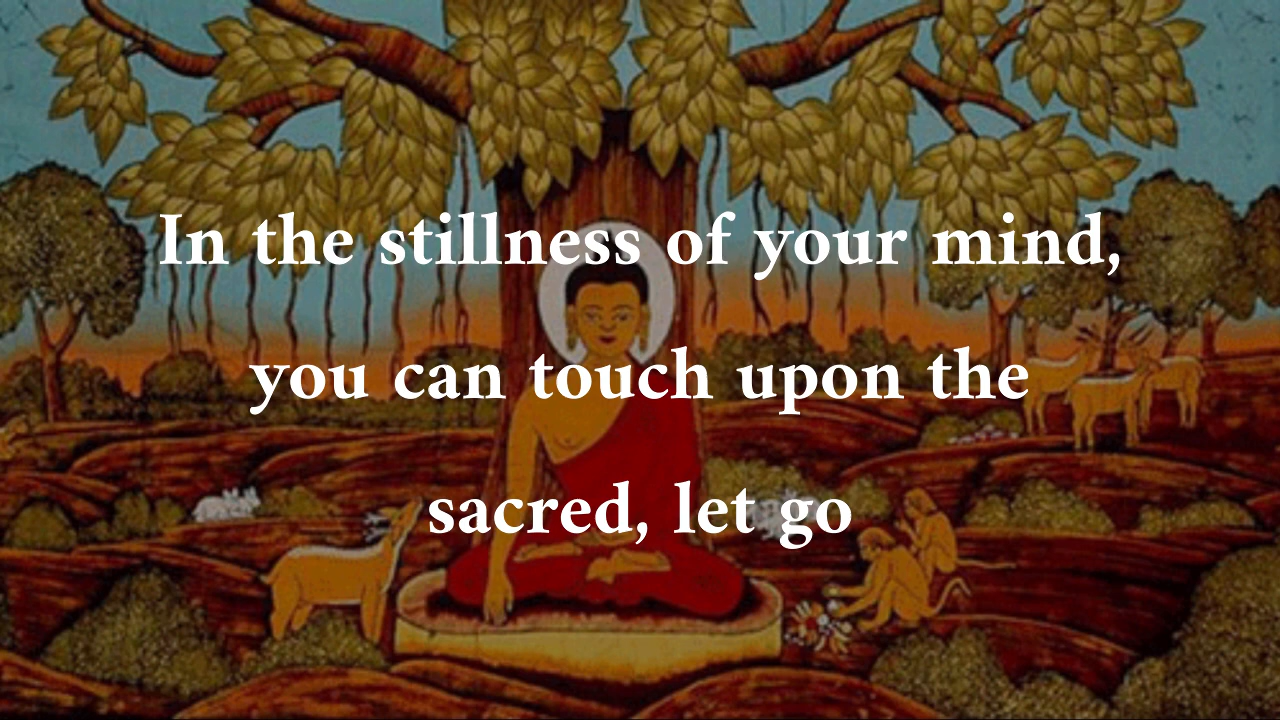 In the stillness of your mind,
you can touch upon the
sacred, let go